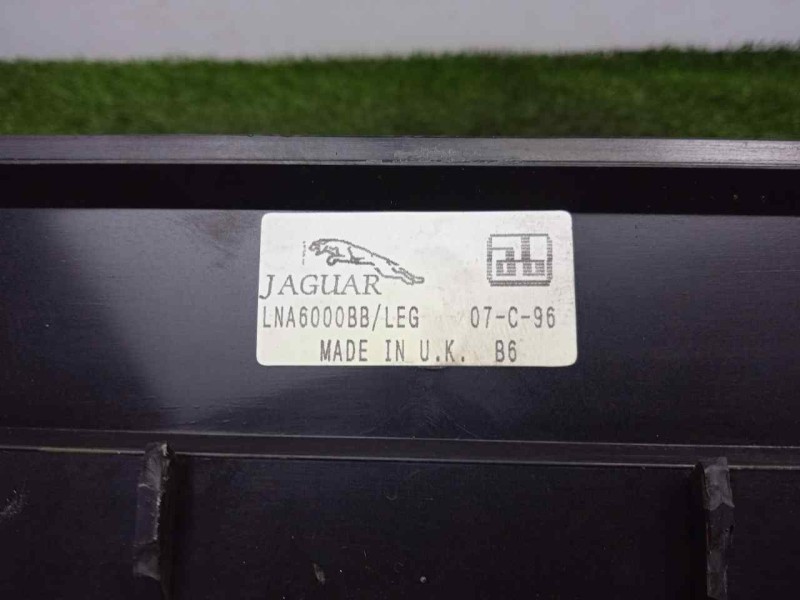 JAGUAR
LNA6000BB/LEG 07-C-96
MADE IN U.K. B6